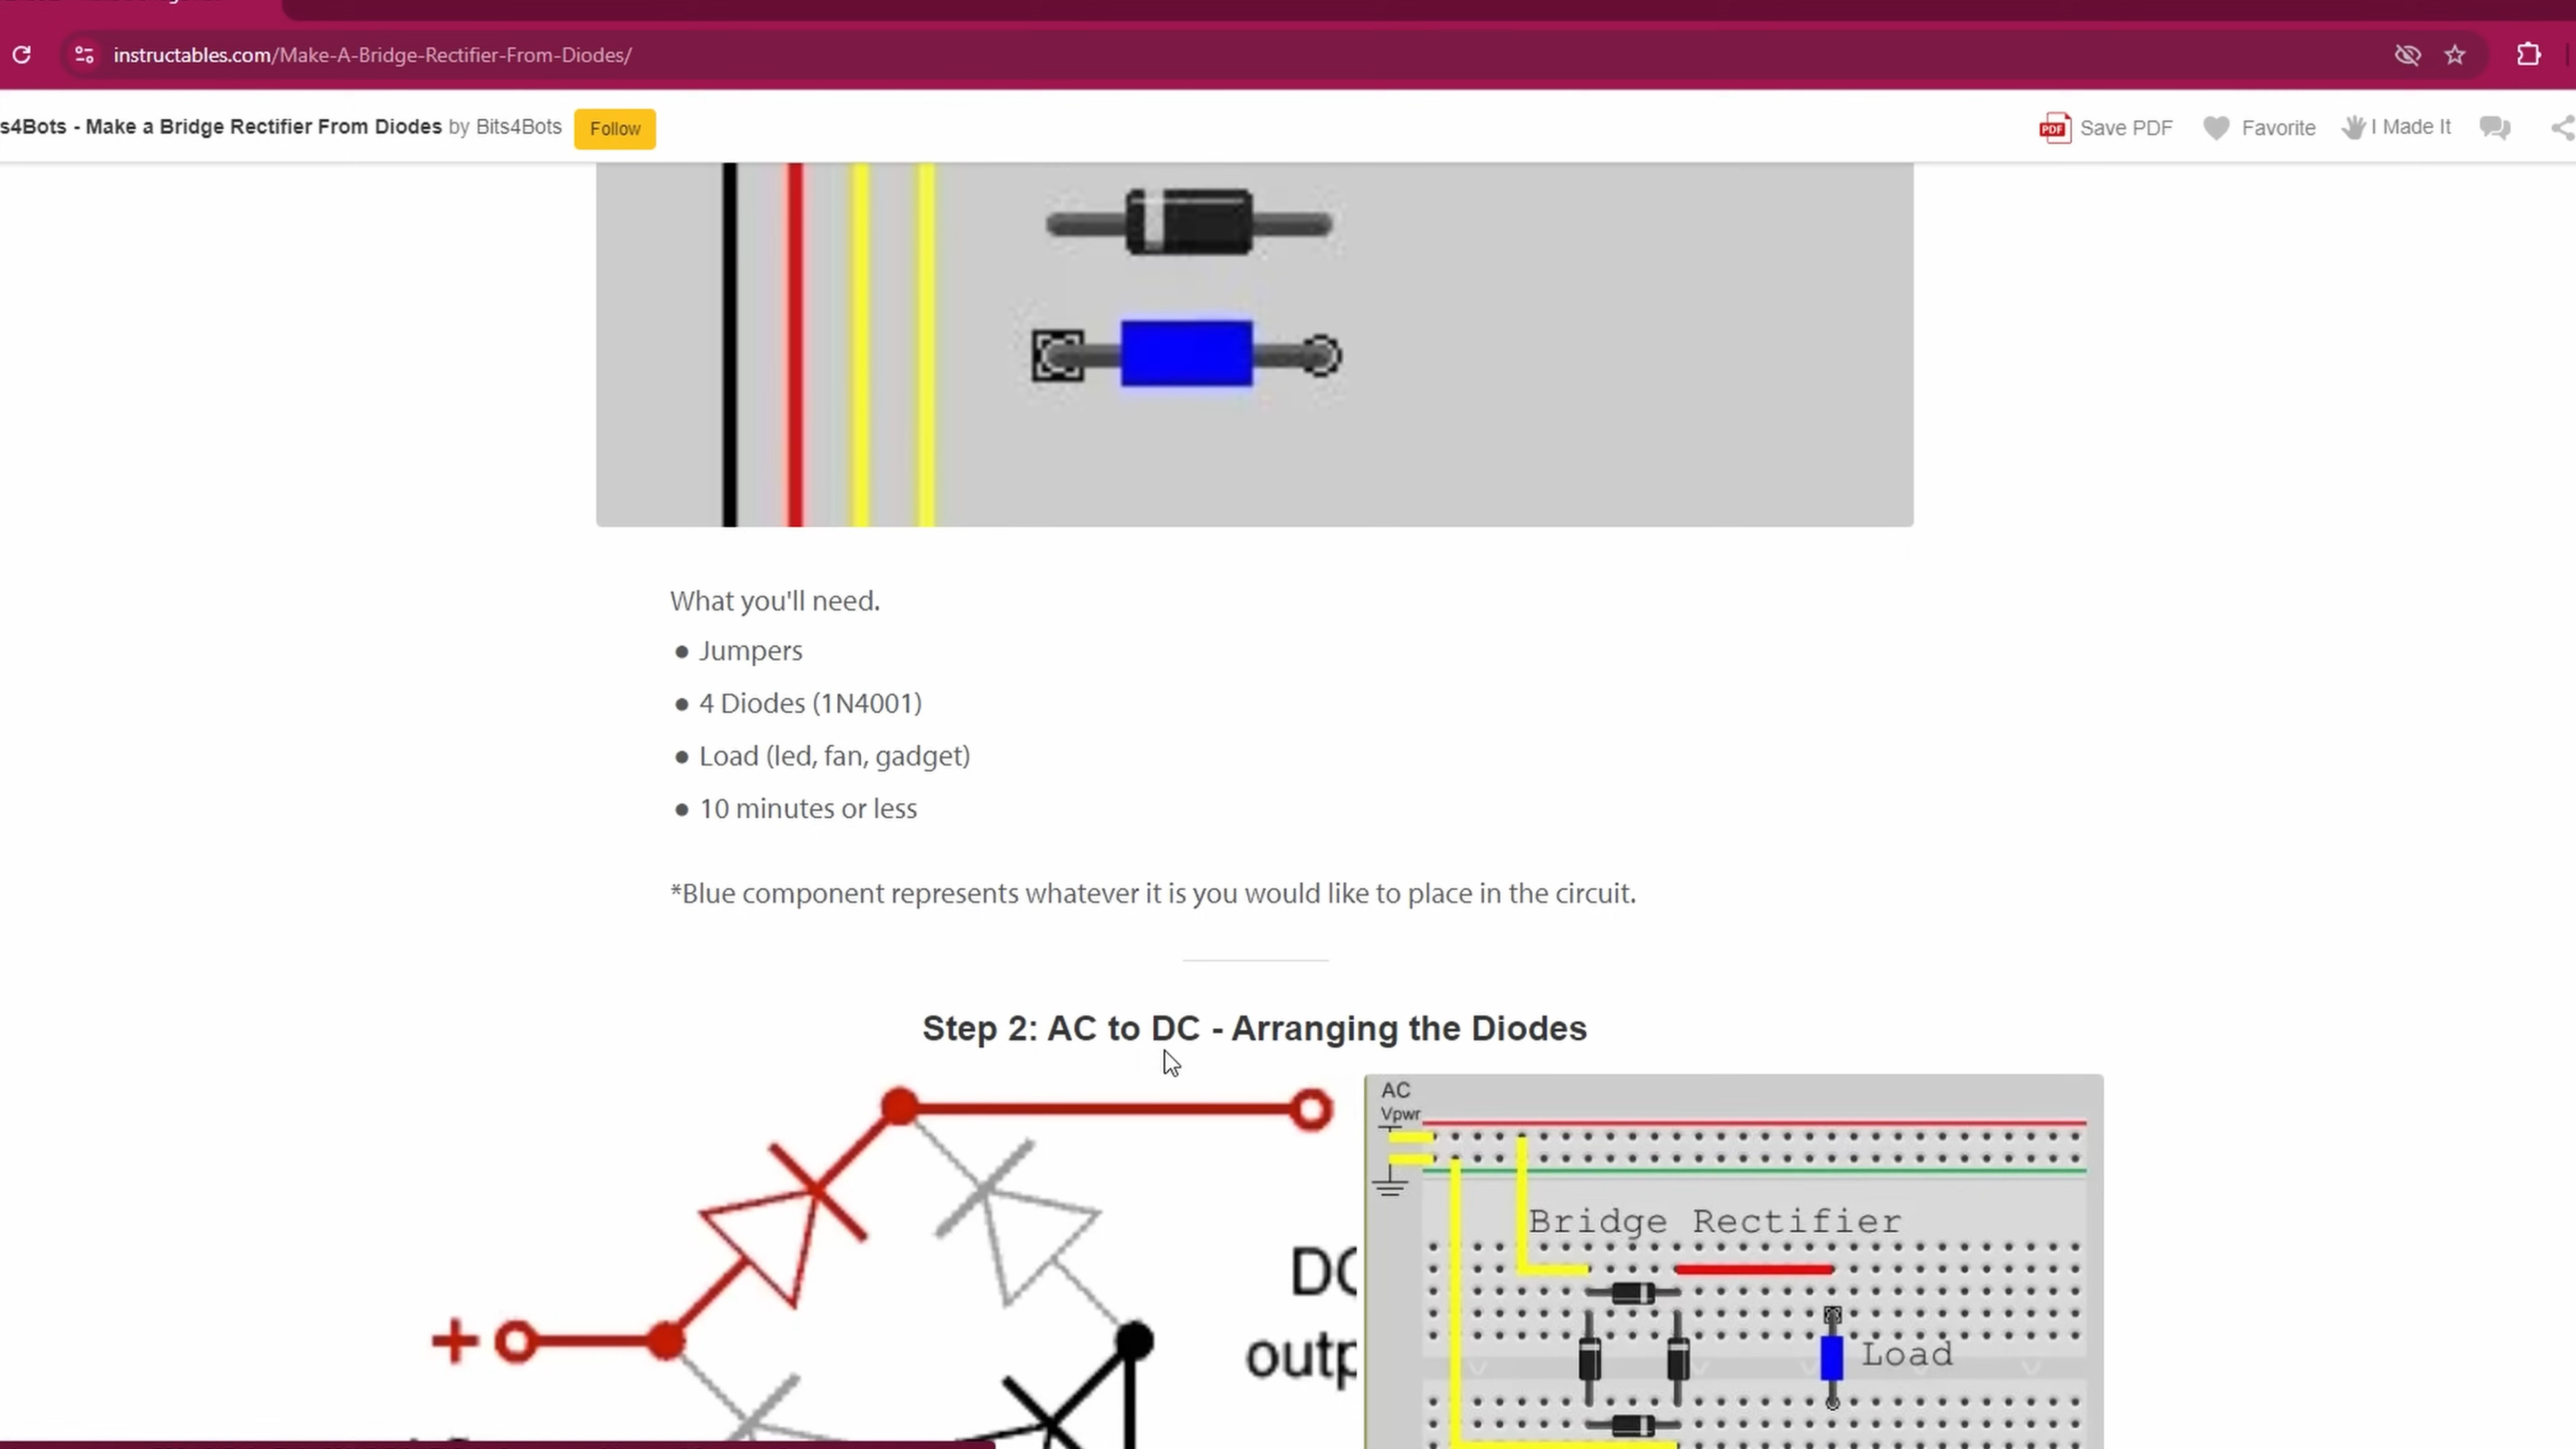 instructables.com/Make-A-Bridge-Rectifier-From-Diodes/
s4Bots - Make a Bridge Rectifier From Diodes by Bits4Bots Follow
PDF Save PDF Favorite I Made It
What you'll need.
● Jumpers
● 4 Diodes (1N4001)
● Load (led, fan, gadget)
● 10 minutes or less
*Blue component represents whatever it is you would like to place in the circuit.
Step 2: AC to DC - Arranging the Diodes
AC
Vpwr
Bridge Rectifier
DC
+
outp
Load